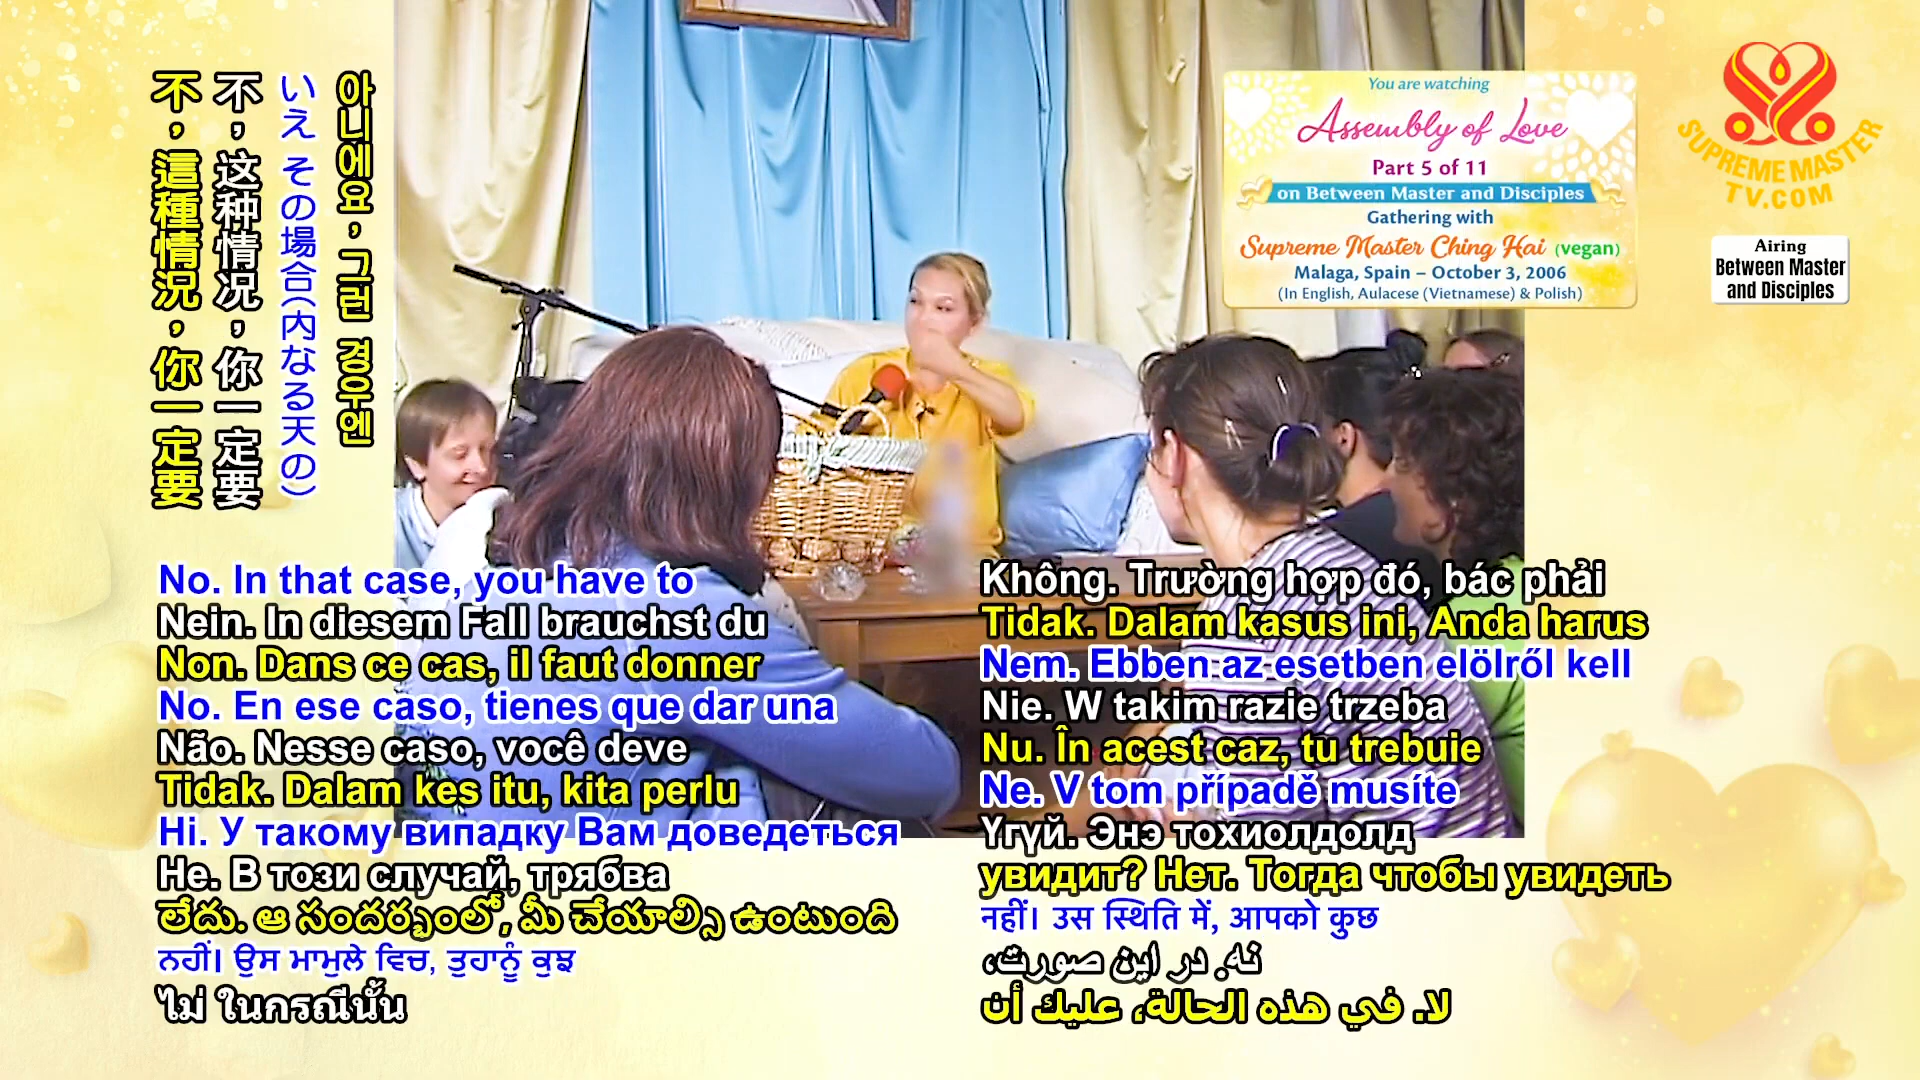 不，這種情況，你一定要
不，这种情况，你一定要
いえ その場合(内なる天の)
아니에요, 그런 경우엔
You are watching
Assembly of Love
Part 5 of 11
on Between Master and Disciples
Gathering with
Supreme Master Ching Hai (vegan)
Malaga, Spain – October 3, 2006
(In English, Aulacese (Vietnamese) & Polish)
SUPREME MASTER
TV.COM
Airing
Between Master
and Disciples
No. In that case, you have to
Nein. In diesem Fall brauchst du
Non. Dans ce cas, il faut donner
No. En ese caso, tienes que dar una
Não. Nesse caso, você deve
Tidak. Dalam kes itu, kita perlu
Ні. У такому випадку Вам доведеться
Не. В този случай, трябва
లేదు. ఆ సందర్భంలో, మీ చేయాల్సి ఉంటుంది
ਨਹੀਂ। ਉਸ ਮਾਮੁਲੇ ਵਿਚ, ਤੁਹਾਨੂੰ ਕੁਝ
ไม่ ในกรณีนั้น
Không. Trường hợp đó, bác phải
Tidak. Dalam kasus ini, Anda harus
Nem. Ebben az esetben elölről kell
Nie. W takim razie trzeba
Nu. În acest caz, tu trebuie
Ne. V tom případě musíte
Үгүй. Энэ тохиолдолд
увидит? Нет. Тогда чтобы увидеть
नहीं। उस स्थिति में, आपको कुछ
نه. در این صورت،
لا. في هذه الحالة، عليك أن